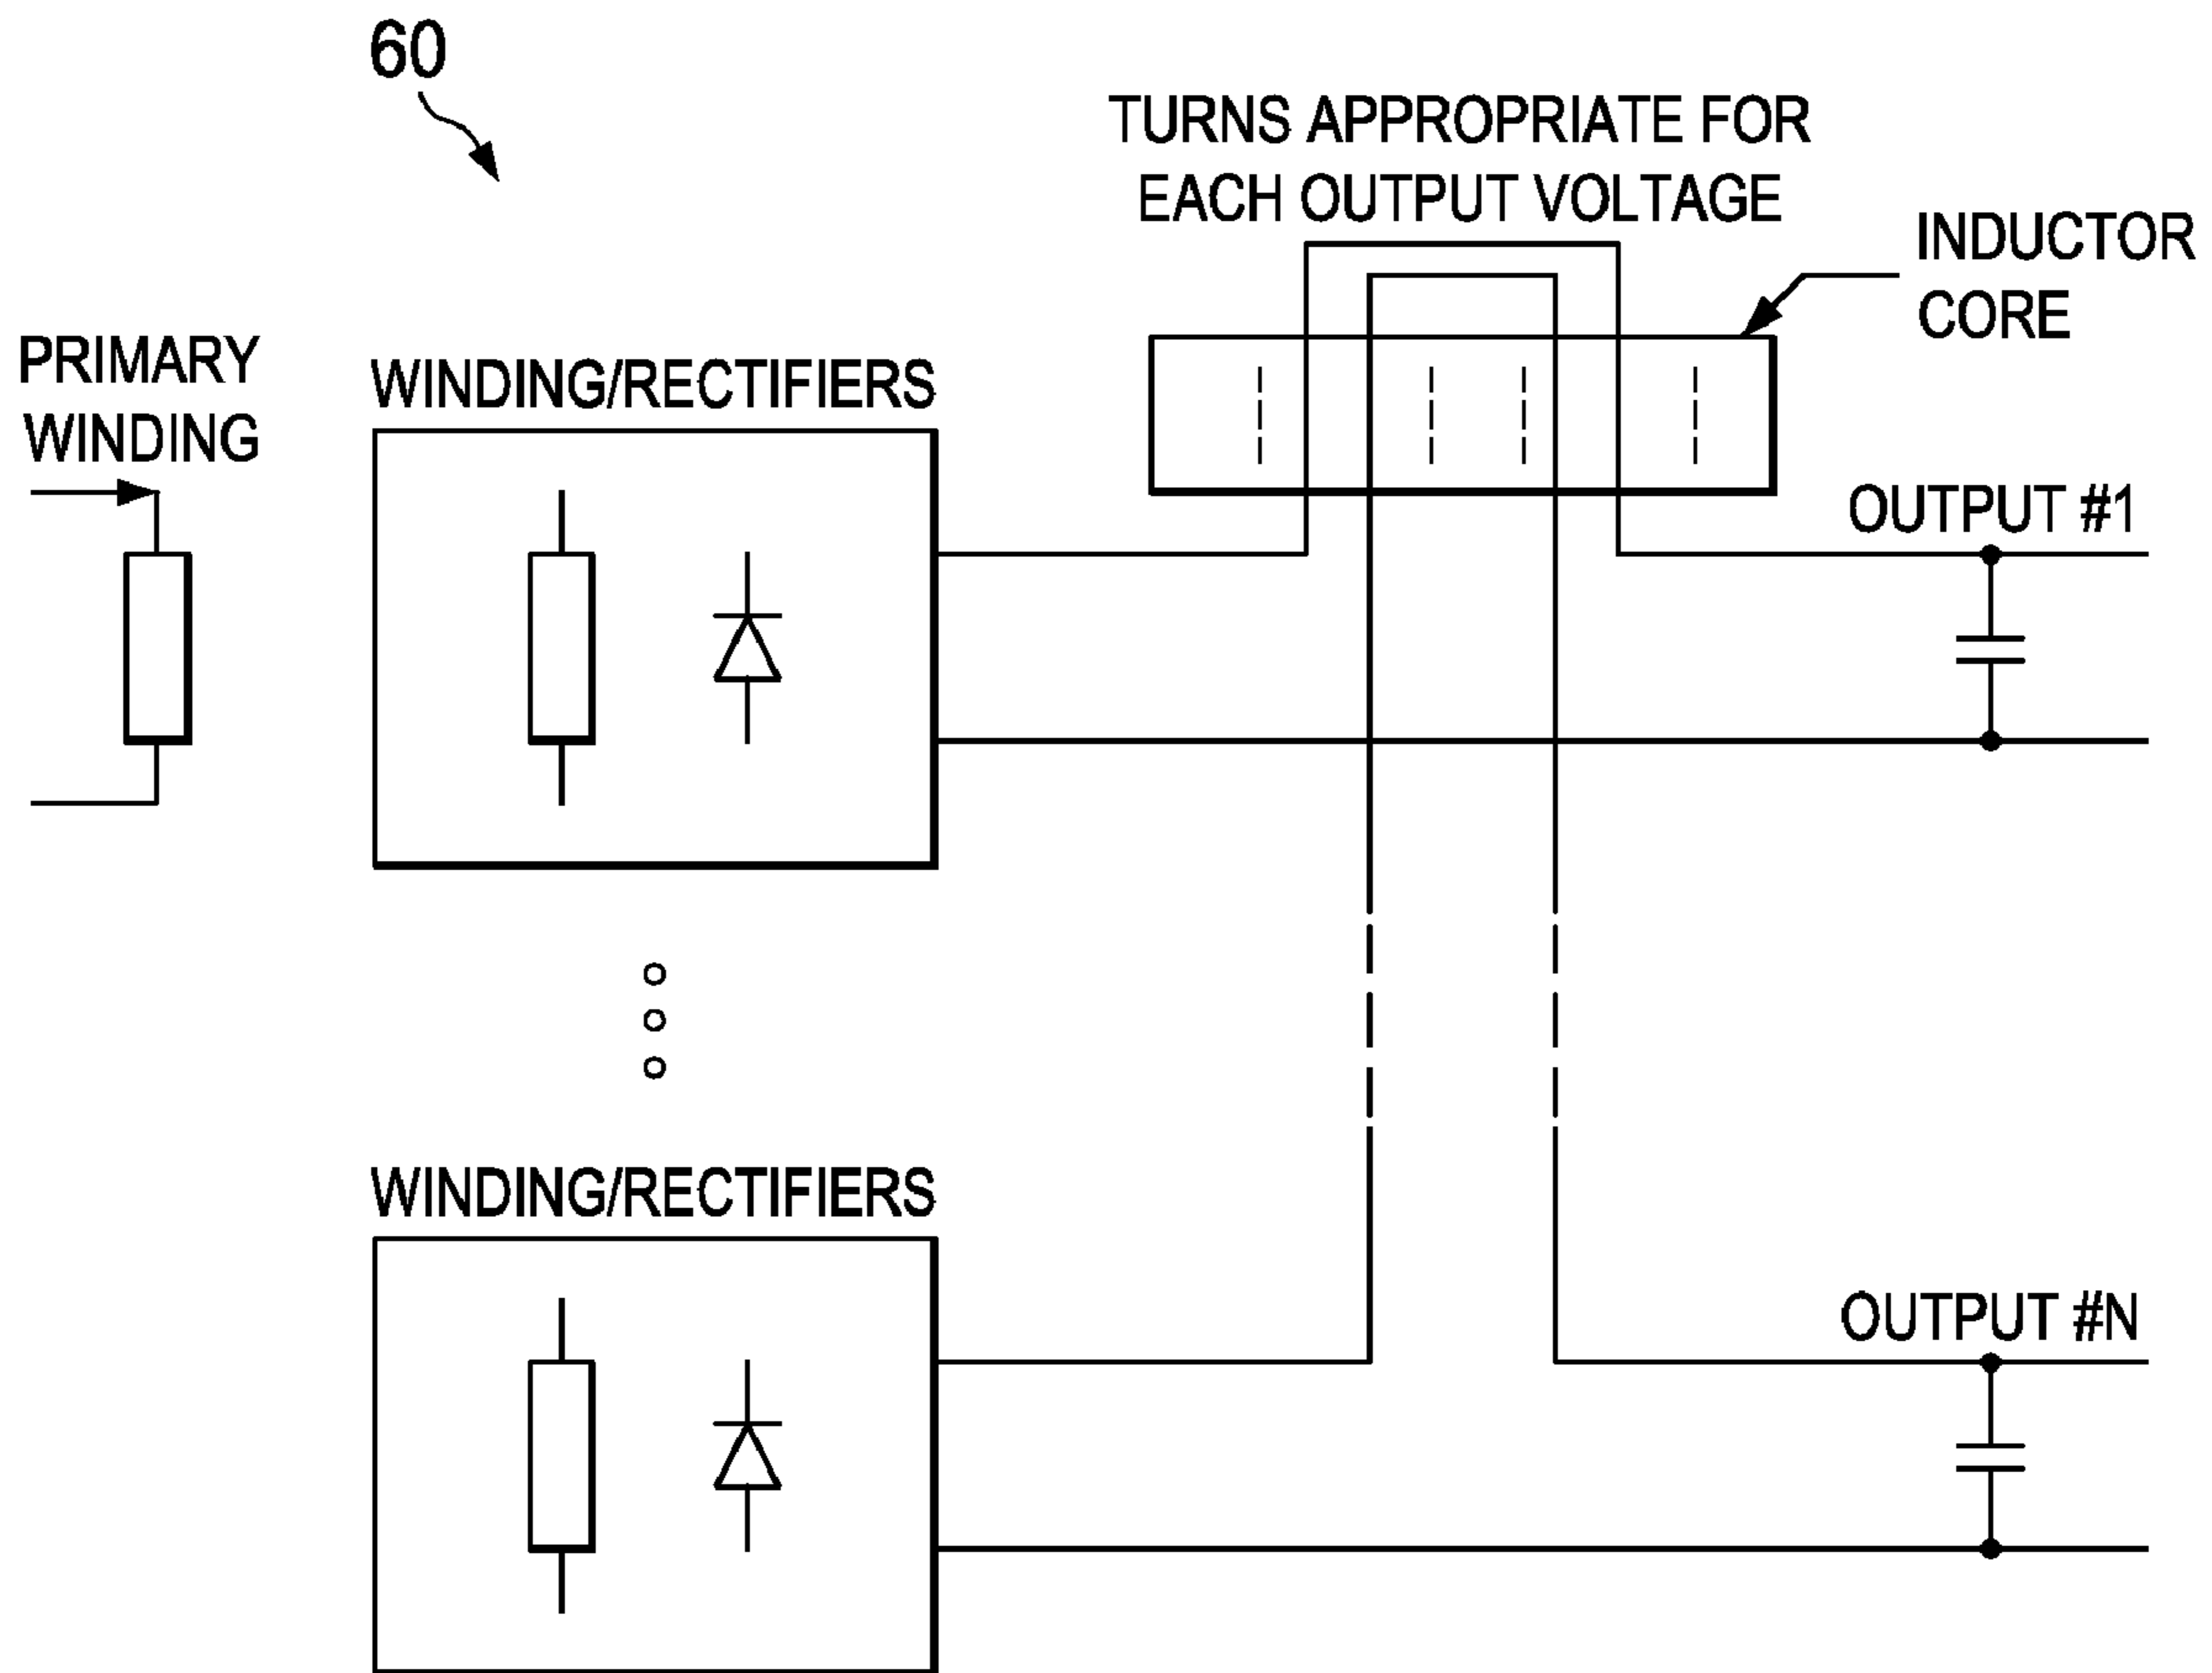 60
TURNS APPROPRIATE FOR
EACH OUTPUT VOLTAGE
INDUCTOR
CORE
PRIMARY
WINDING
WINDING/RECTIFIERS
OUTPUT #1
WINDING/RECTIFIERS
OUTPUT #N